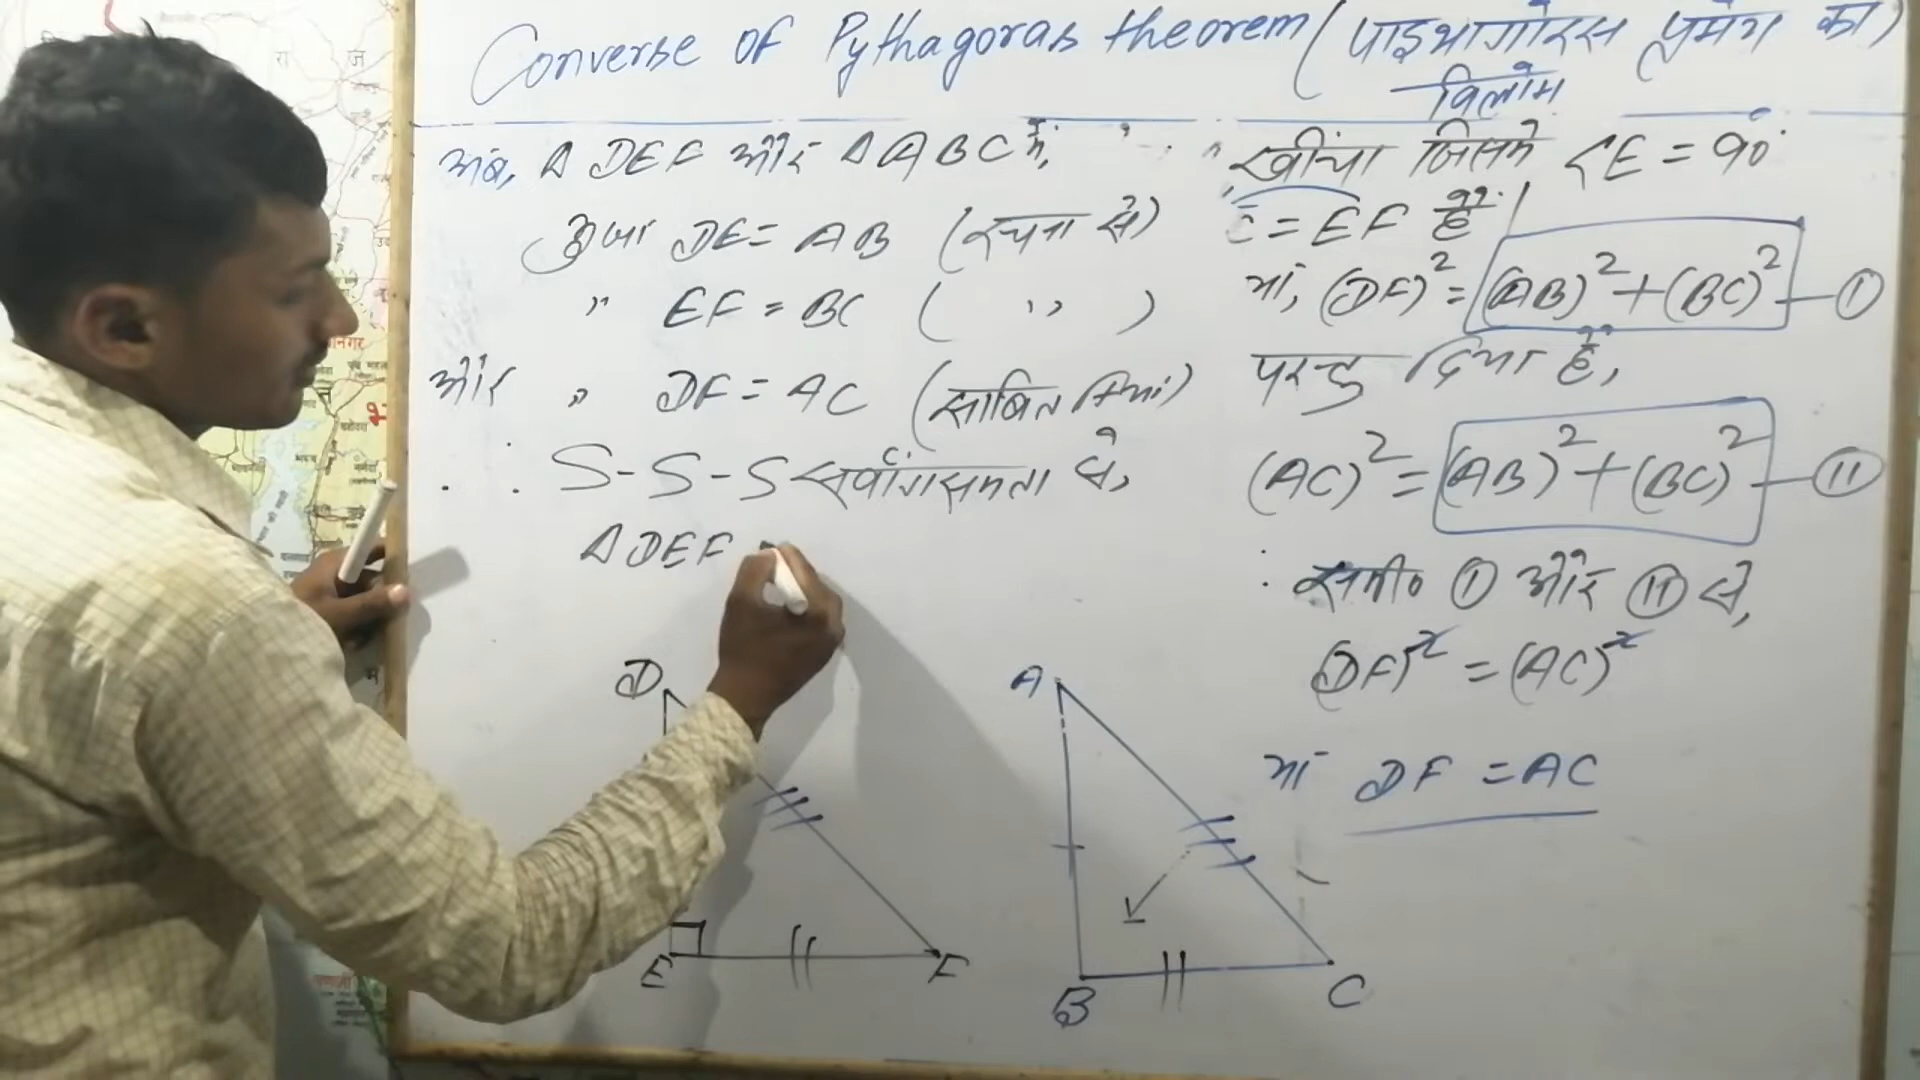 Converse of Pythagoras theorem (पाइथागोरस प्रमेय का)
विलोम
अब, Δ DEF और Δ ABC में,
भुजा DE = AB (रचना से)
" EF = BC ( ,, )
और " DF = AC (साबित किया)
∴ S-S-S सर्वांगसमता से,
Δ DEF
खींचा जिसमें ∠E = 90°
= EF है।
या, (DF)² = (AB)² + (BC)² — ①
परन्तु दिया है,
(AC)² = (AB)² + (BC)² — ⑪
∴ समी० ① और ⑪ से,
(DF)² = (AC)²
या DF = AC
D
E
F
A
B
C